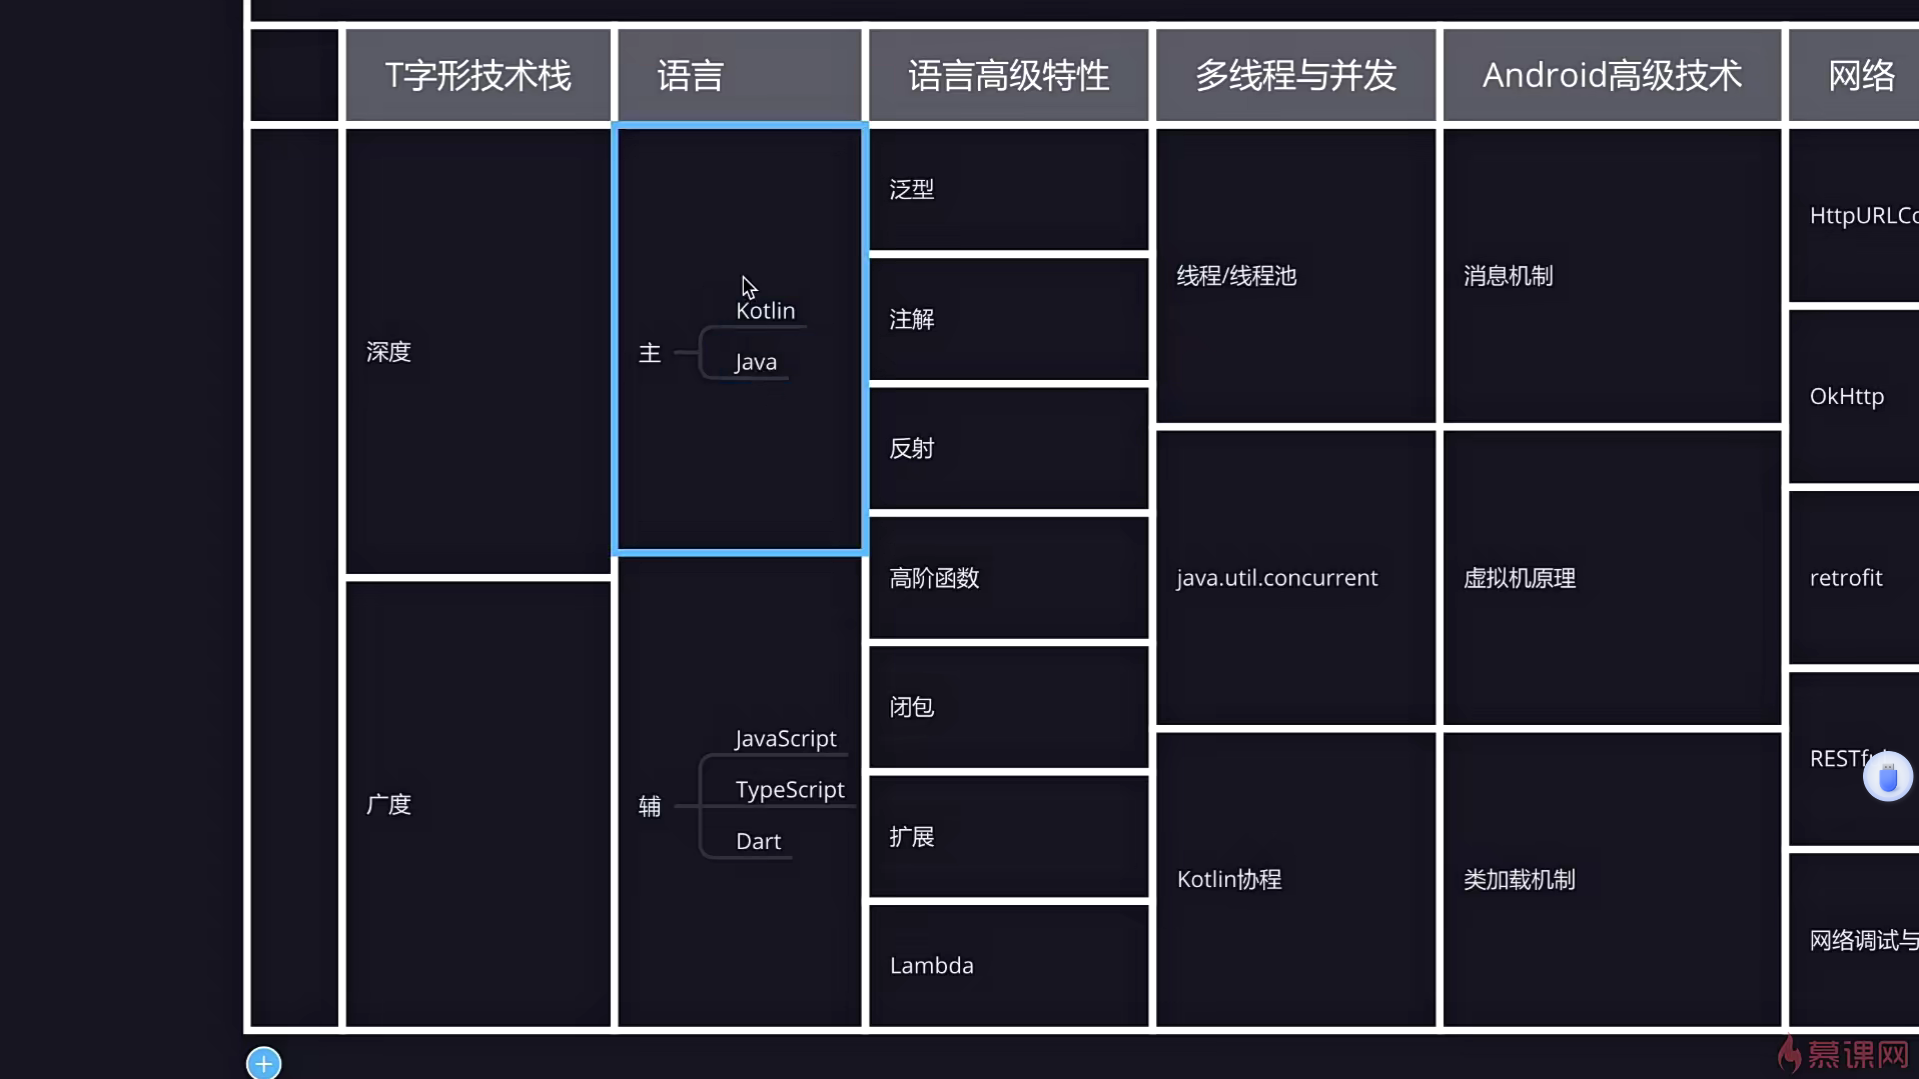 T字形技术栈
语言
语言高级特性
多线程与并发
Android高级技术
网络
深度
广度
主
Kotlin
Java
辅
JavaScript
TypeScript
Dart
泛型
注解
反射
高阶函数
闭包
扩展
Lambda
线程/线程池
java.util.concurrent
Kotlin协程
消息机制
虚拟机原理
类加载机制
HttpURLCo
OkHttp
retrofit
RESTf
网络调试与
慕课网